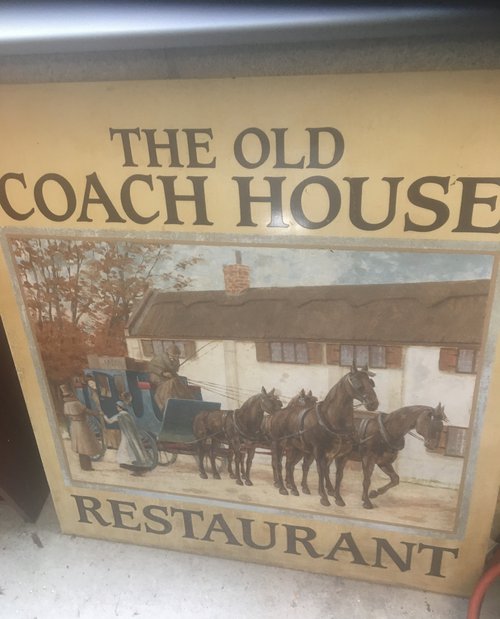 THE OLD
COACH HOUSE
RESTAURANT